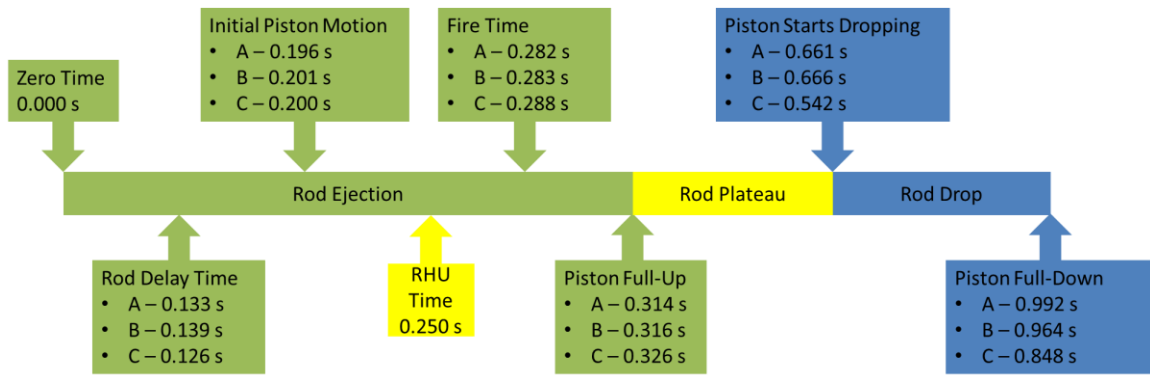 Zero Time
0.000 s
Initial Piston Motion
• A – 0.196 s
• B – 0.201 s
• C – 0.200 s
Fire Time
• A – 0.282 s
• B – 0.283 s
• C – 0.288 s
Piston Starts Dropping
• A – 0.661 s
• B – 0.666 s
• C – 0.542 s
Rod Ejection
Rod Plateau
Rod Drop
Rod Delay Time
• A – 0.133 s
• B – 0.139 s
• C – 0.126 s
RHU
Time
0.250 s
Piston Full-Up
• A – 0.314 s
• B – 0.316 s
• C – 0.326 s
Piston Full-Down
• A – 0.992 s
• B – 0.964 s
• C – 0.848 s